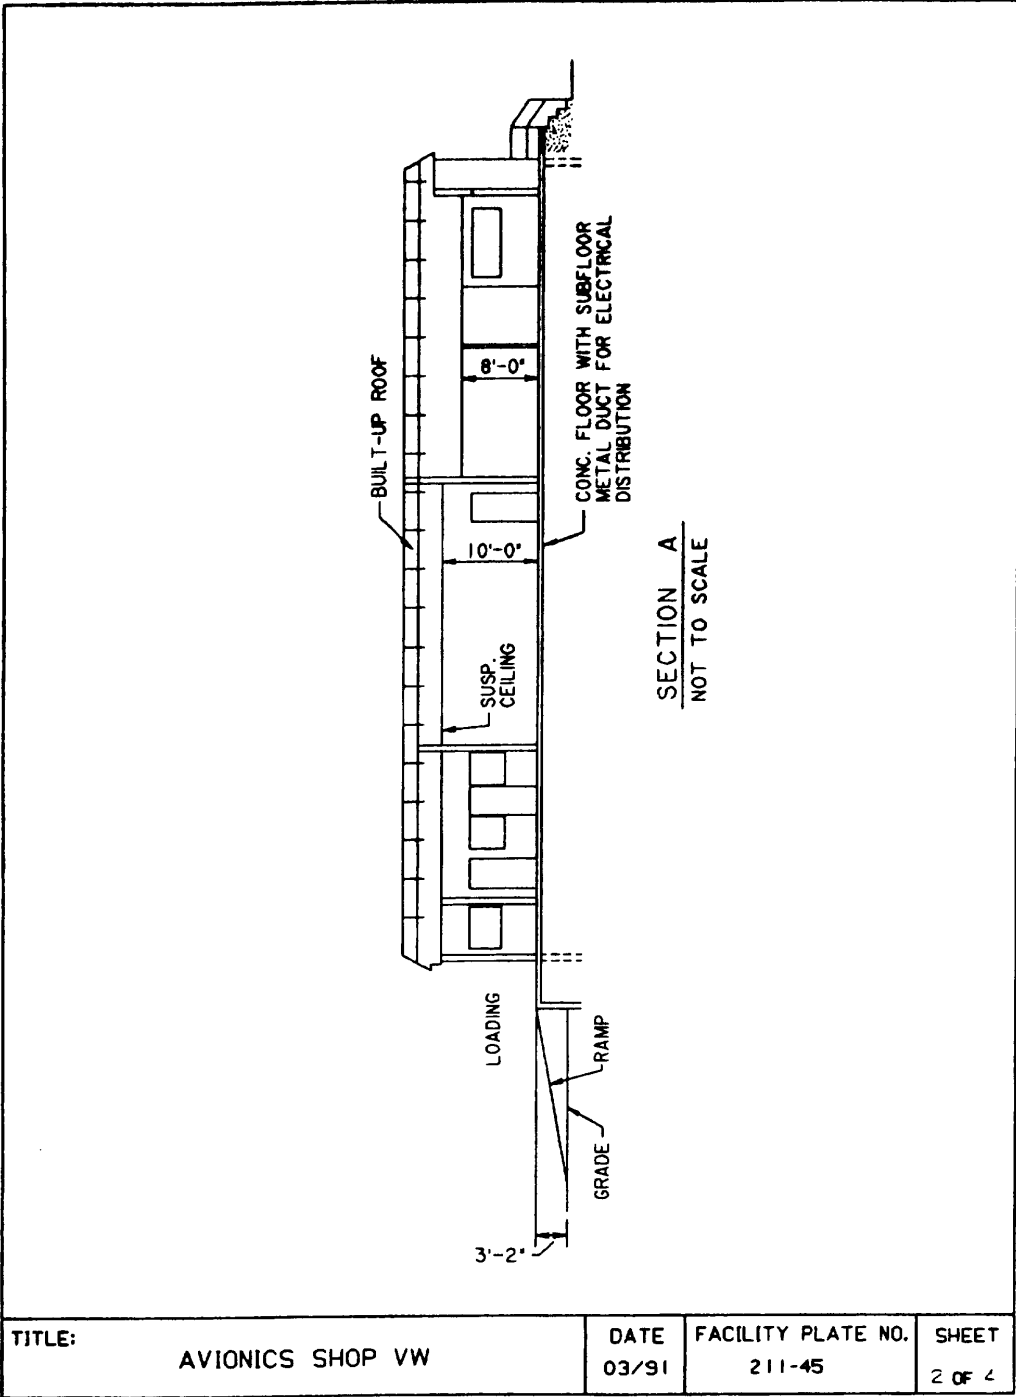 BUILT-UP ROOF
8'-0"
CONC. FLOOR WITH SUBFLOOR
METAL DUCT FOR ELECTRICAL
DISTRIBUTION
10'-0"
SUSP.
CEILING
SECTION A
NOT TO SCALE
LOADING
RAMP
GRADE
3'-2"
TITLE:
AVIONICS SHOP VW
DATE
03/91
FACILITY PLATE NO.
211-45
SHEET
2 OF